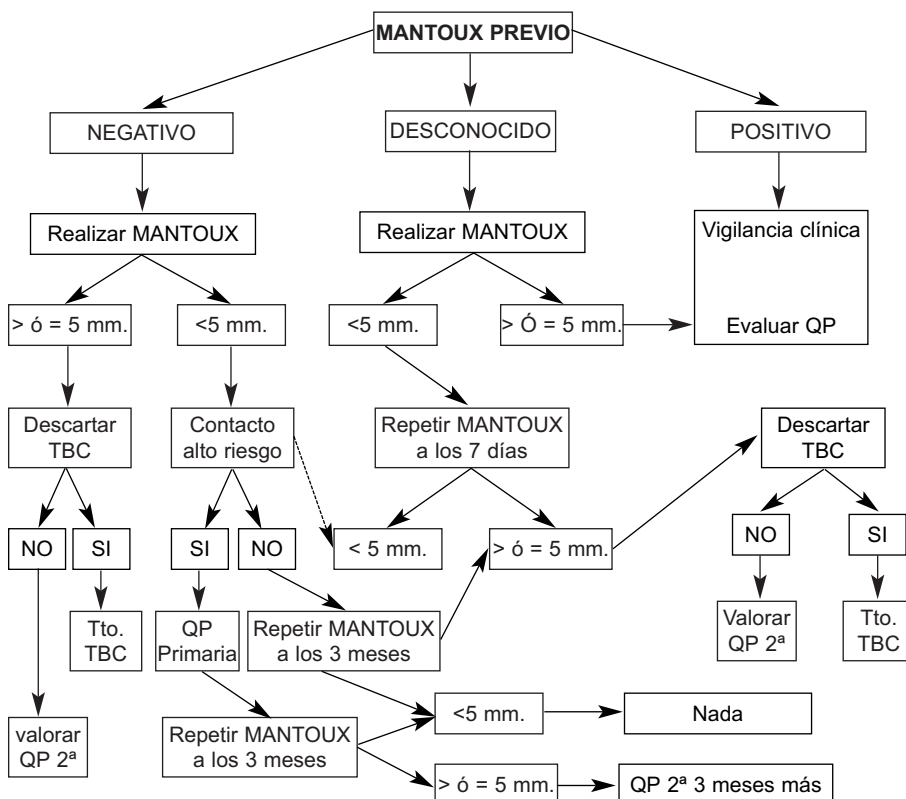 MANTOUX PREVIO
NEGATIVO
DESCONOCIDO
POSITIVO
Realizar MANTOUX
Realizar MANTOUX
Vigilancia clínica
Evaluar QP
> ó = 5 mm.
<5 mm.
<5 mm.
> Ó = 5 mm.
Descartar
TBC
Contacto
alto riesgo
Repetir MANTOUX
a los 7 días
Descartar
TBC
NO
SI
SI
NO
< 5 mm.
> ó = 5 mm.
NO
SI
Tto.
TBC
QP
Primaria
Repetir MANTOUX
a los 3 meses
Valorar
QP 2ª
Tto.
TBC
valorar
QP 2ª
Repetir MANTOUX
a los 3 meses
<5 mm.
Nada
> ó = 5 mm.
QP 2ª 3 meses más